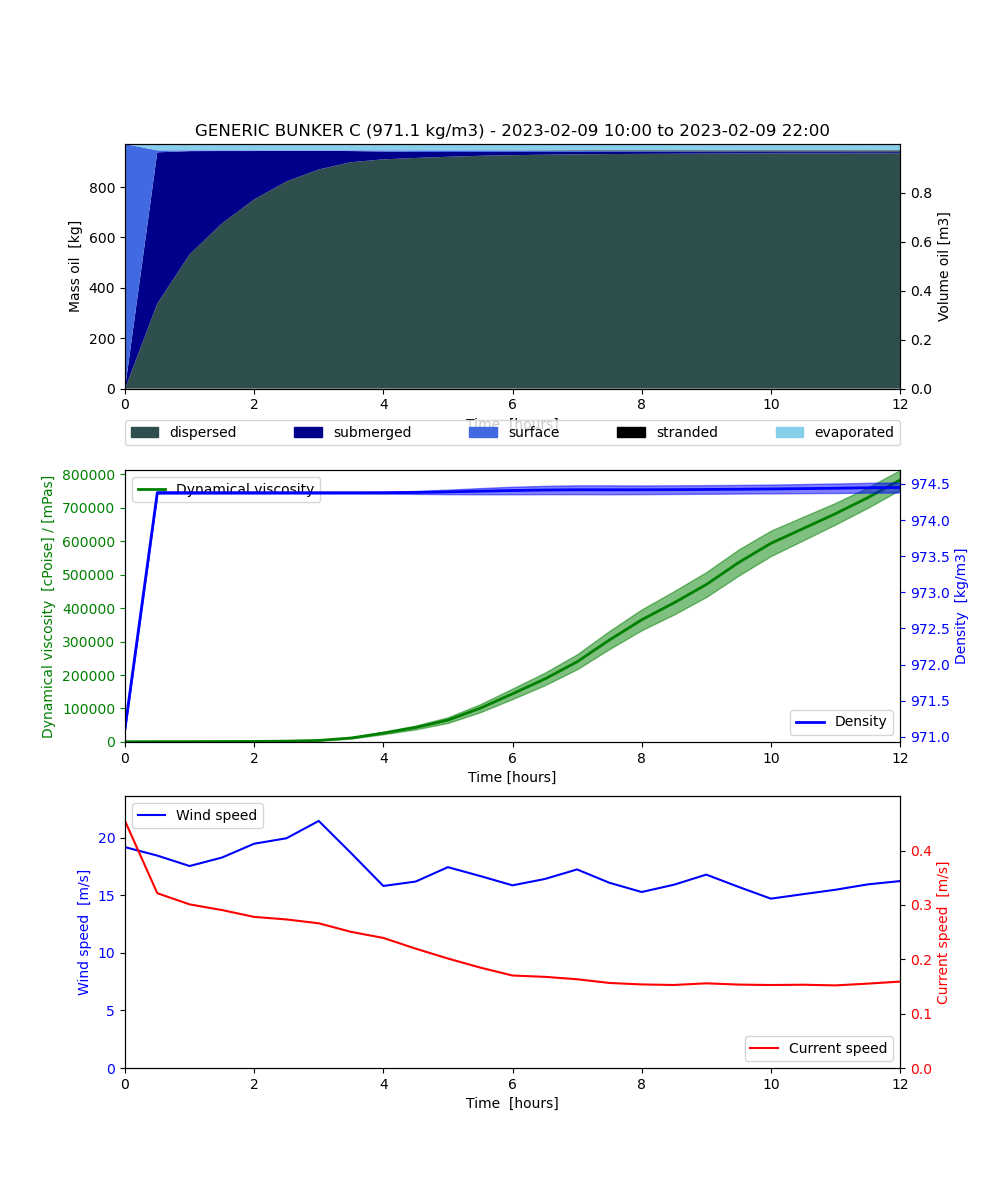 GENERIC BUNKER C (971.1 kg/m3) - 2023-02-09 10:00 to 2023-02-09 22:00
Mass oil [kg]
800
600
400
200
0
0.8
0.6
0.4
0.2
0.0
Volume oil [m3]
0 2 4 6 8 10 12
Time [hours]
dispersed submerged surface stranded evaporated
Dynamical viscosity [cPoise] / [mPas]
800000
700000
600000
500000
400000
300000
200000
100000
0
Dynamical viscosity
974.5
974.0
973.5
973.0
972.5
972.0
971.5
971.0
Density [kg/m3]
Density
0 2 4 6 8 10 12
Time [hours]
Wind speed [m/s]
20
15
10
5
0
Wind speed
0.4
0.3
0.2
0.1
0.0
Current speed [m/s]
Current speed
0 2 4 6 8 10 12
Time [hours]